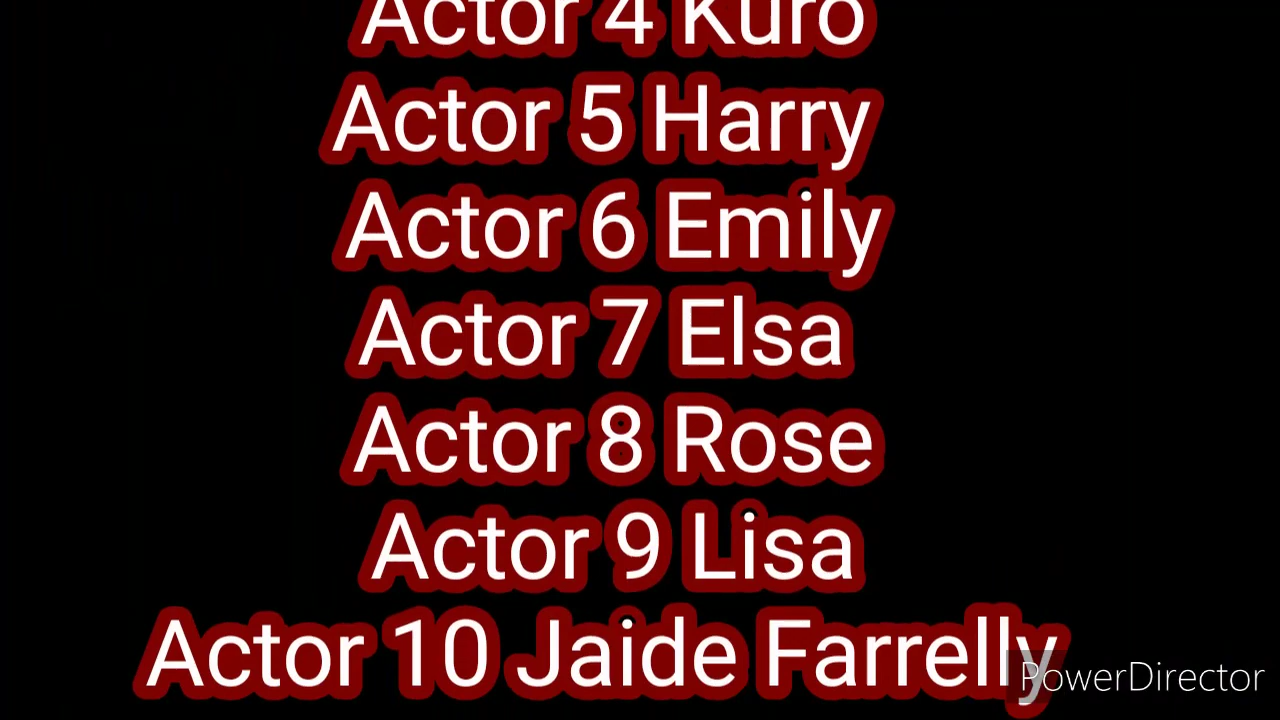 Actor 4 Kuro
Actor 5 Harry
Actor 6 Emily
Actor 7 Elsa
Actor 8 Rose
Actor 9 Lisa
Actor 10 Jaide Farrelly
PowerDirector